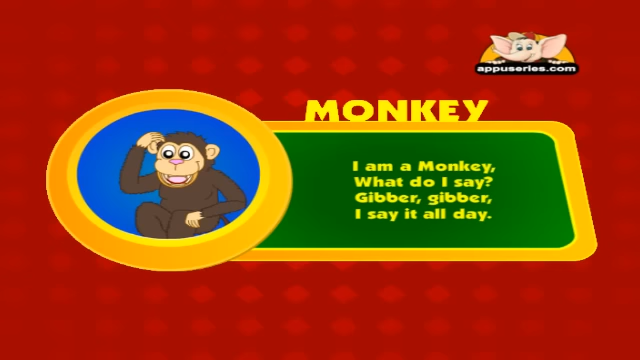 appuseries.com
MONKEY
I am a Monkey,
What do I say?
Gibber, gibber,
I say it all day.